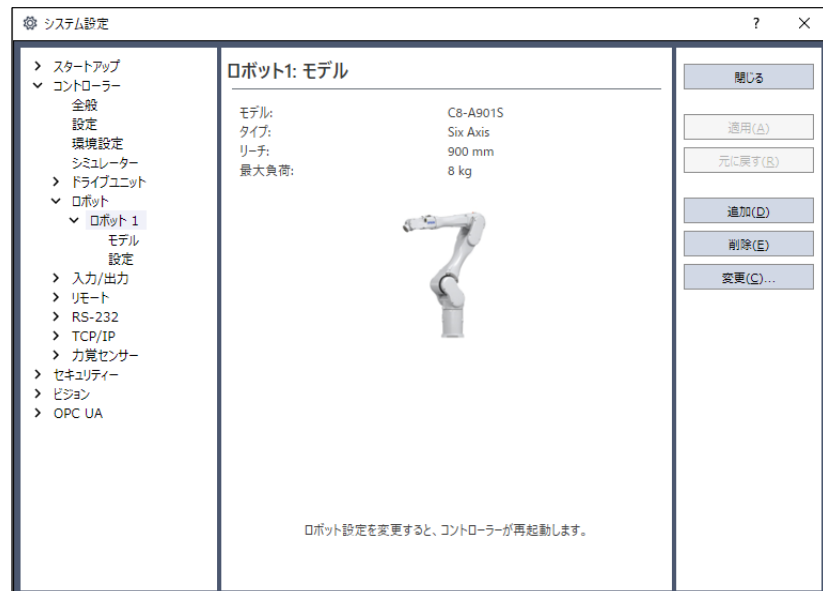 システム設定
?
×
スタートアップ
コントローラー
全般
設定
環境設定
シミュレーター
ドライブユニット
ロボット
ロボット 1
モデル
設定
入力/出力
リモート
RS-232
TCP/IP
力覚センサー
セキュリティー
ビジョン
OPC UA
ロボット1: モデル
モデル: C8-A901S
タイプ: Six Axis
リーチ: 900 mm
最大負荷: 8 kg
ロボット設定を変更すると、コントローラーが再起動します。
閉じる
適用(A)
元に戻す(R)
追加(D)
削除(E)
変更(C)...